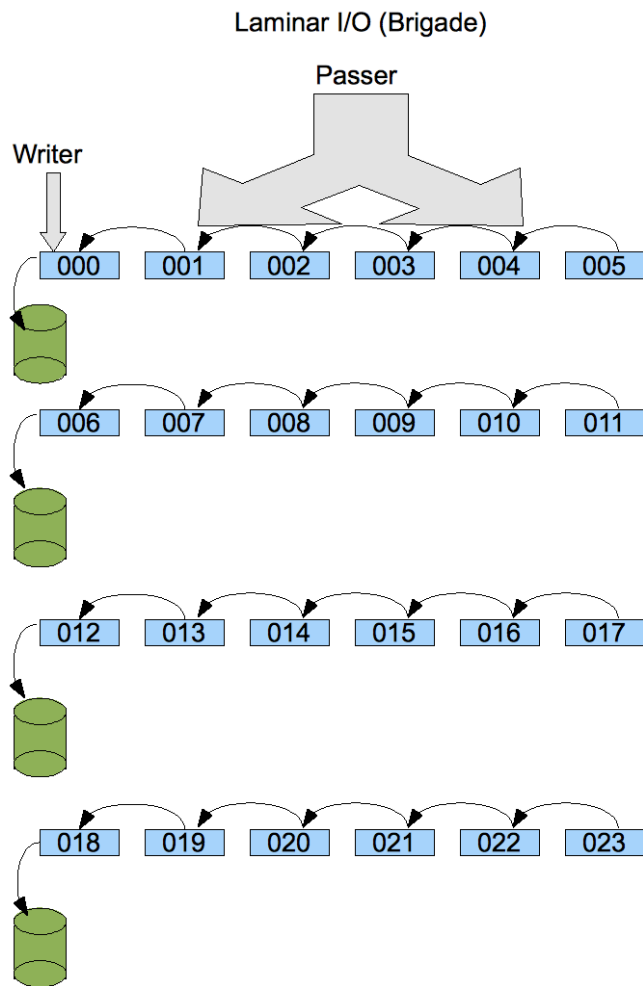 Laminar I/O (Brigade)
Passer
Writer
000 001 002 003 004 005
006 007 008 009 010 011
012 013 014 015 016 017
018 019 020 021 022 023